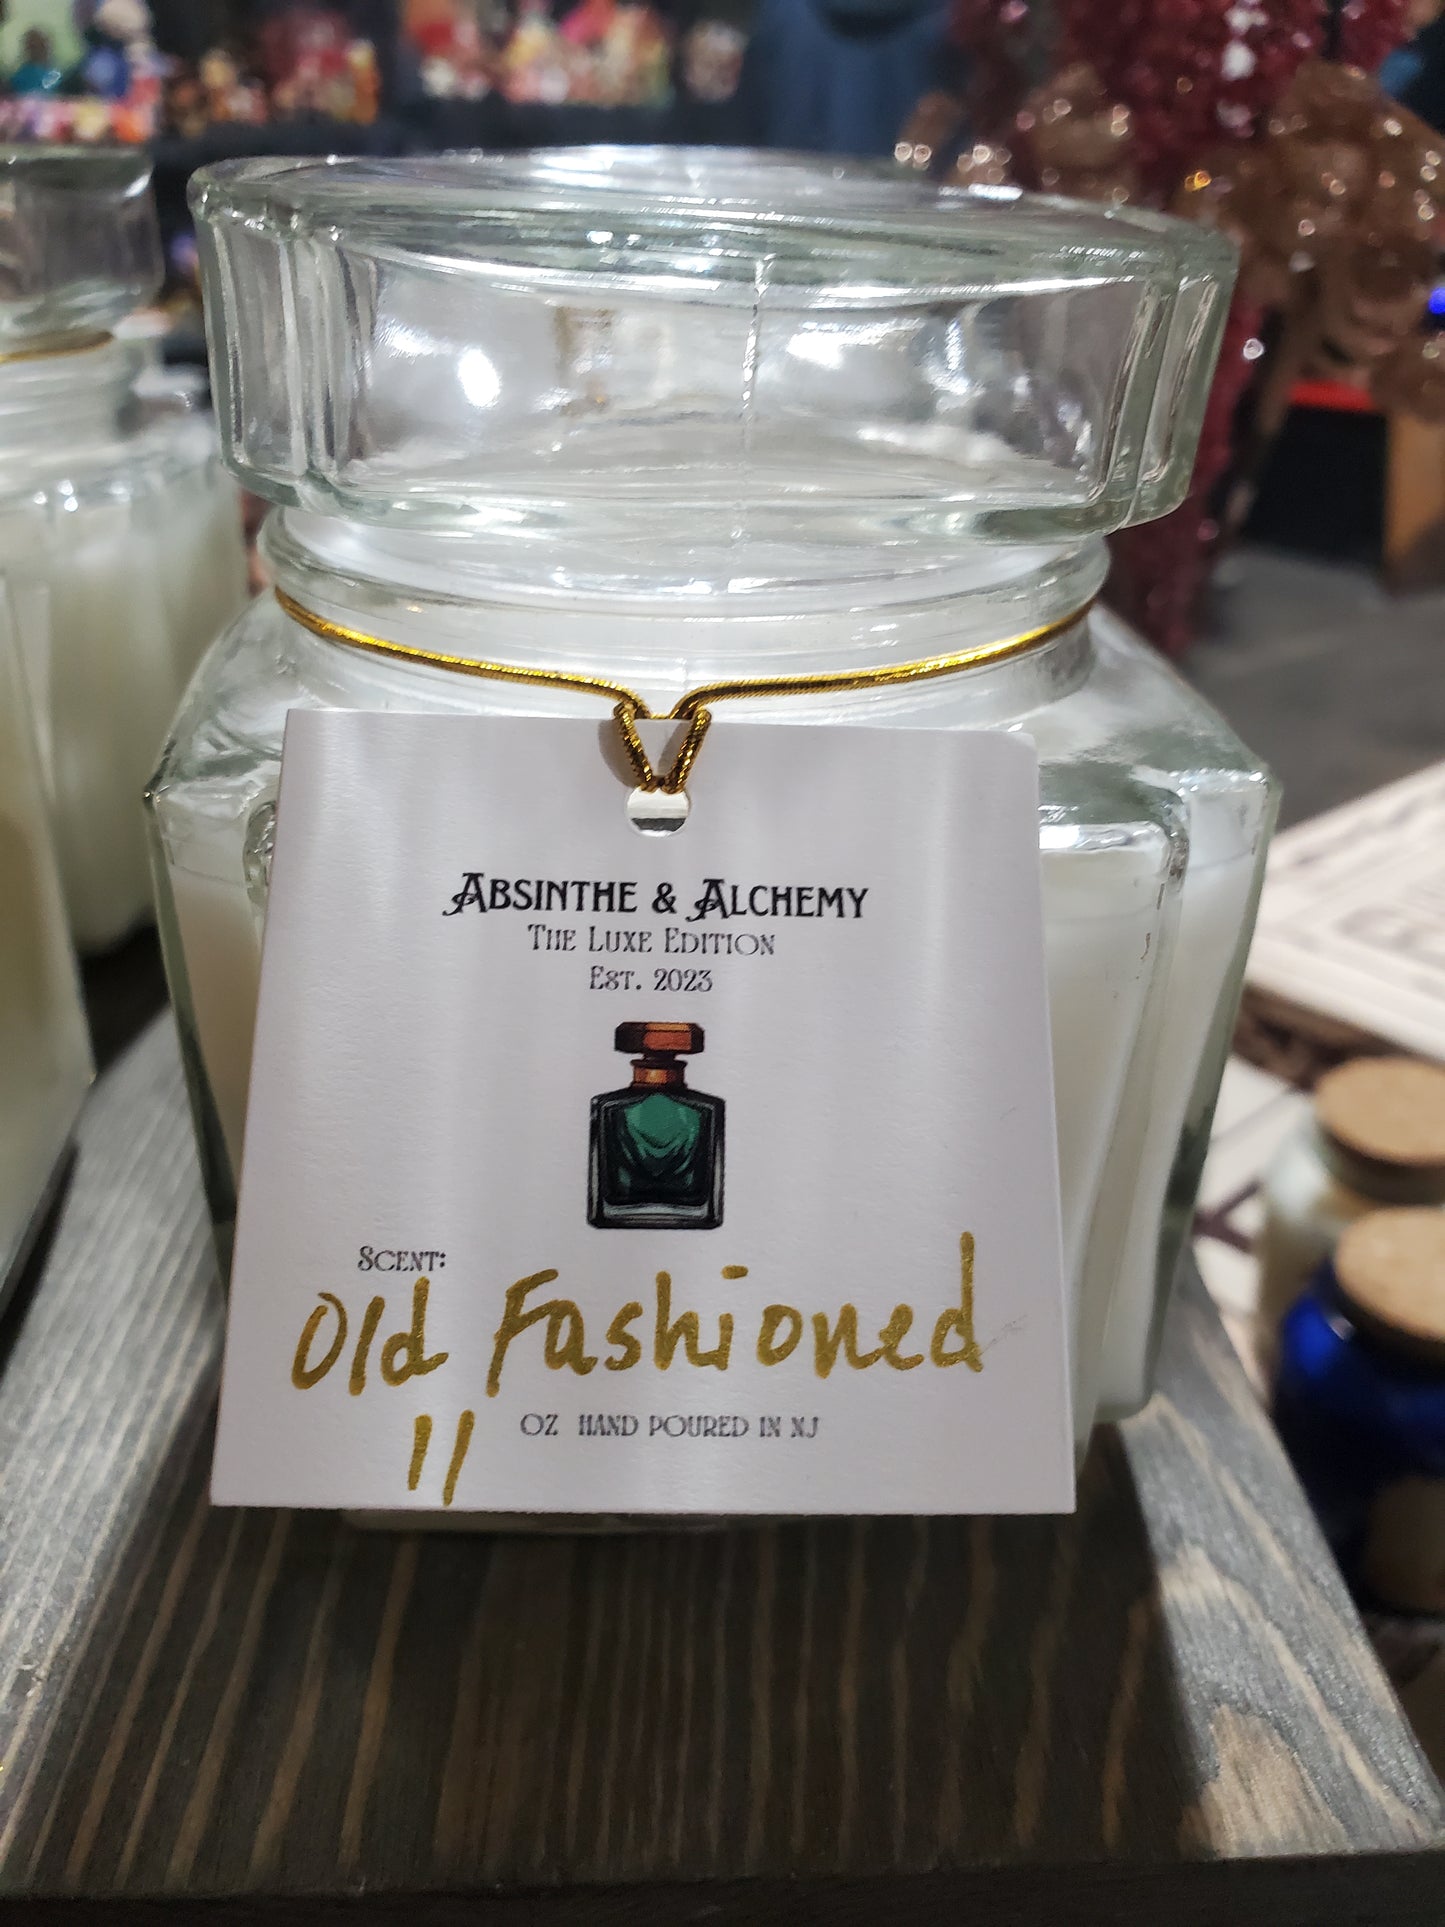 ABSINTHE & ALCHEMY
THE LUXE EDITION
EST. 2023
SCENT:
Old Fashioned
11 OZ HAND POURED IN NJ